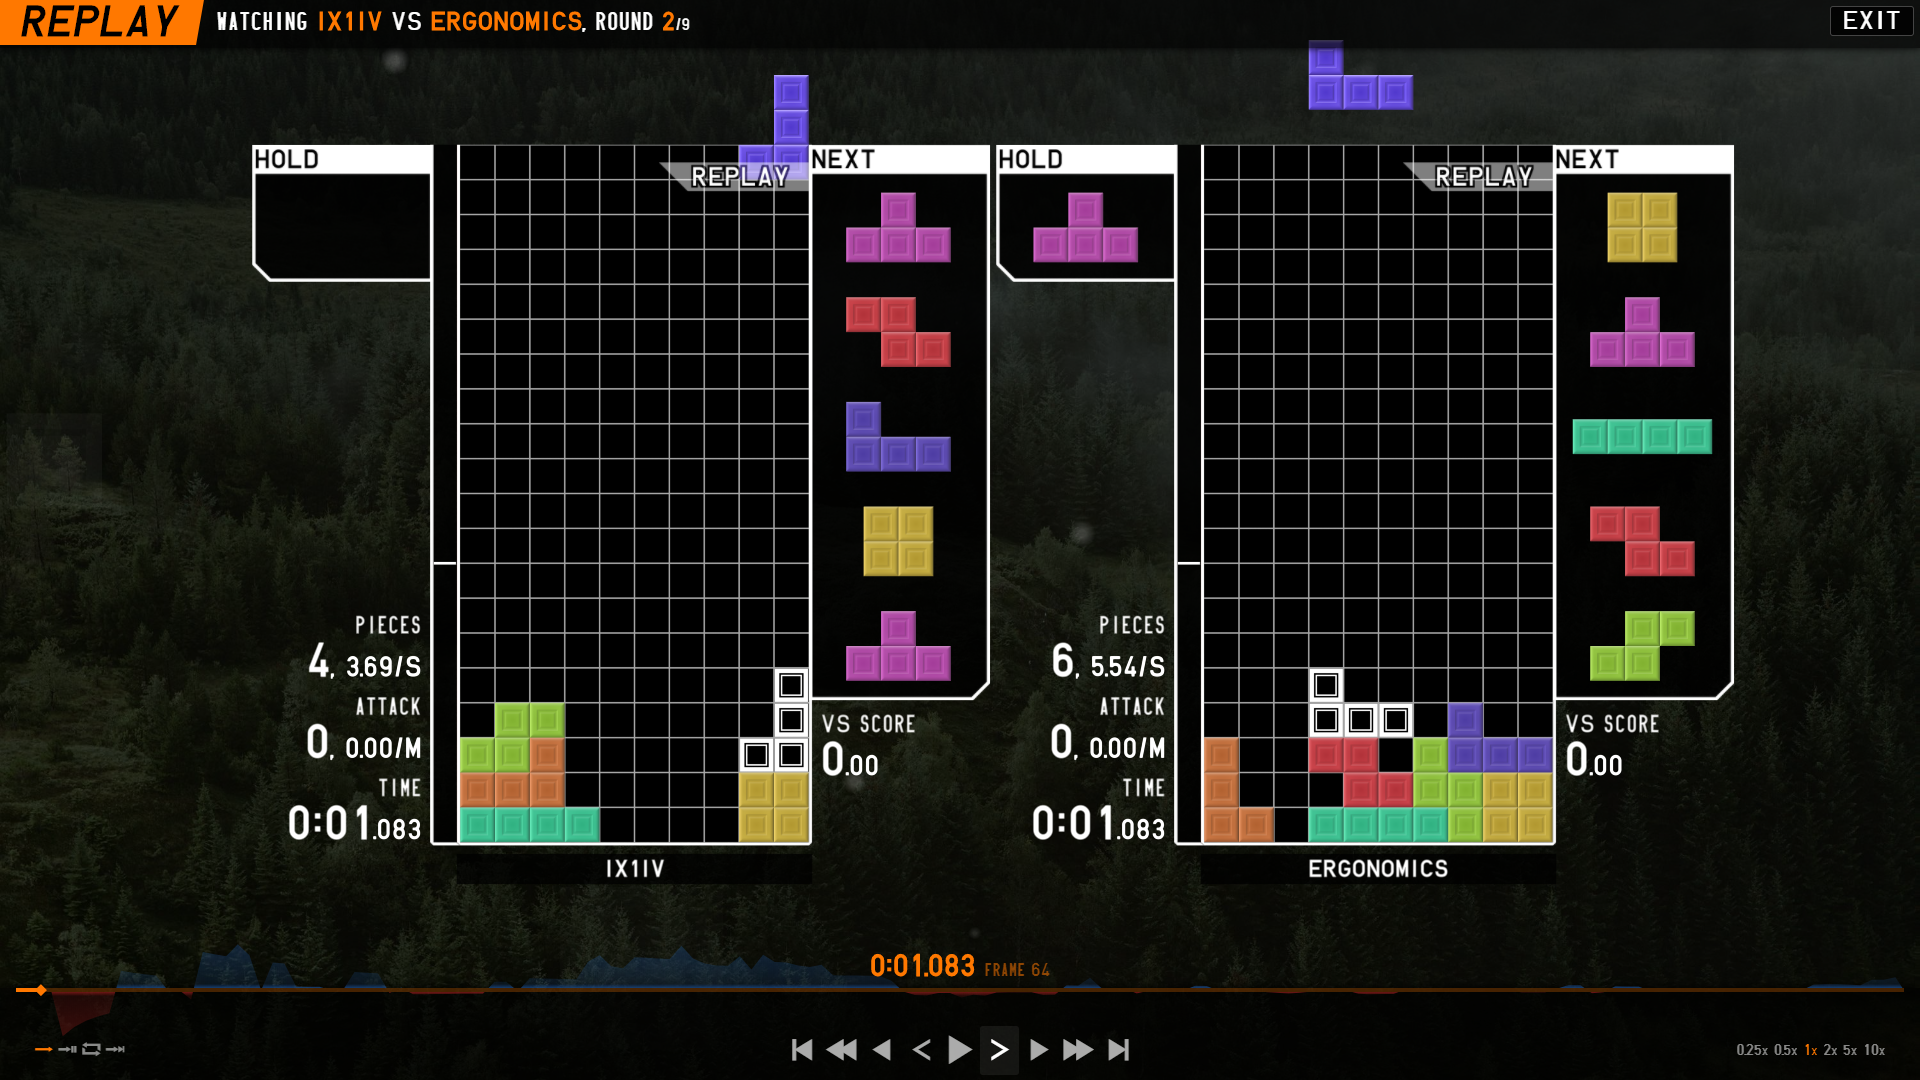 REPLAY
WATCHING IX1IV VS ERGONOMICS, ROUND 2/9
EXIT
HOLD
REPLAY
NEXT
PIECES
4, 3.69/S
ATTACK
0, 0.00/M
TIME
0:01.083
VS SCORE
0.00
IX1IV
HOLD
REPLAY
NEXT
PIECES
6, 5.54/S
ATTACK
0, 0.00/M
TIME
0:01.083
VS SCORE
0.00
ERGONOMICS
0:01.083 FRAME 64
0.25x 0.5x 1x 2x 5x 10x